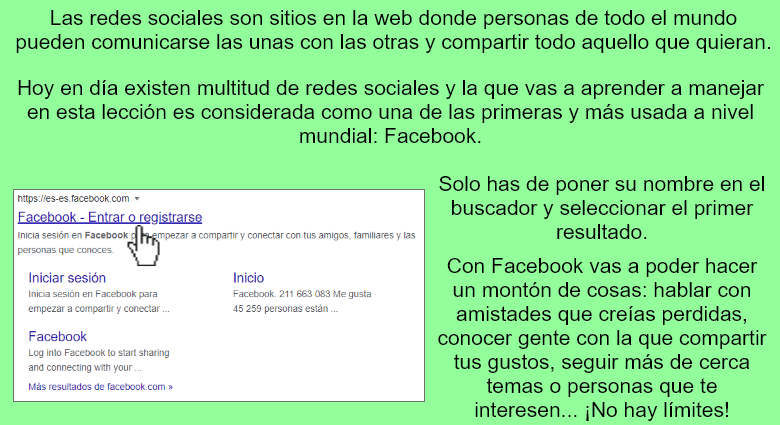 Las redes sociales son sitios en la web donde personas de todo el mundo
pueden comunicarse las unas con las otras y compartir todo aquello que quieran.
Hoy en día existen multitud de redes sociales y la que vas a aprender a manejar
en esta lección es considerada como una de las primeras y más usada a nivel
mundial: Facebook.
https://es-es.facebook.com
Facebook - Entrar o registrarse
Inicia sesión en Facebook empezar a compartir y conectar con tus amigos, familiares y las
personas que conoces.
Iniciar sesión
Inicia sesión en Facebook para
empezar a compartir y conectar ...
Inicio
Facebook. 211 663 083 Me gusta ·
45 259 personas están ...
Facebook
Log into Facebook to start sharing
and connecting with your ...
Más resultados de facebook.com »
Solo has de poner su nombre en el
buscador y seleccionar el primer
resultado.
Con Facebook vas a poder hacer
un montón de cosas: hablar con
amistades que creías perdidas,
conocer gente con la que compartir
tus gustos, seguir más de cerca
temas o personas que te
interesen... ¡No hay límites!